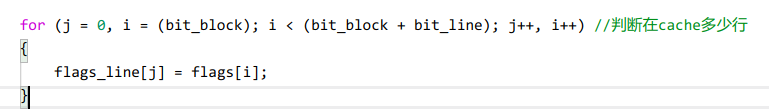 for (j = 0, i = (bit_block); i < (bit_block + bit_line); j++, i++) //判断在cache多少行
{
flags_line[j] = flags[i];
}